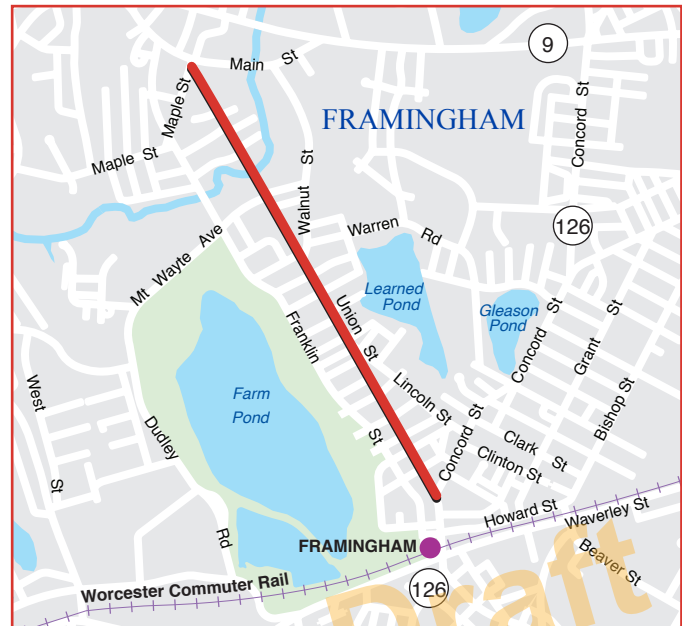 Main St
9
FRAMINGHAM
Maple St
Concord St
Maple St
Walnut St
126
Warren Rd
Mt Wayte Ave
Learned
Pond
Gleason
Pond
Union St
Franklin St
Concord St
Grant St
Farm
Pond
West St
Lincoln St
Bishop St
Dudley Rd
Concord St
Clark St
Clinton St
Howard St
Waverley St
FRAMINGHAM
Beaver St
Worcester Commuter Rail
126
Draft